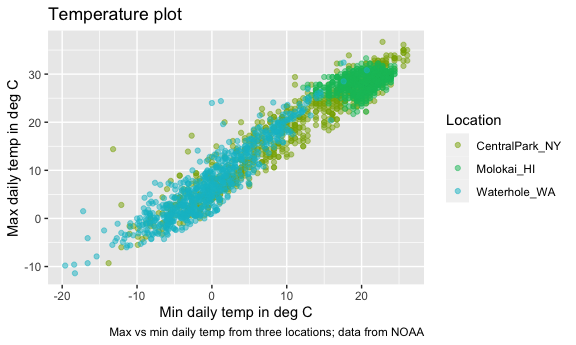 Temperature plot
Max daily temp in deg C
30
20
10
0
-10
-20
-10
0
10
20
Min daily temp in deg C
Max vs min daily temp from three locations; data from NOAA
Location
CentralPark_NY
Molokai_HI
Waterhole_WA